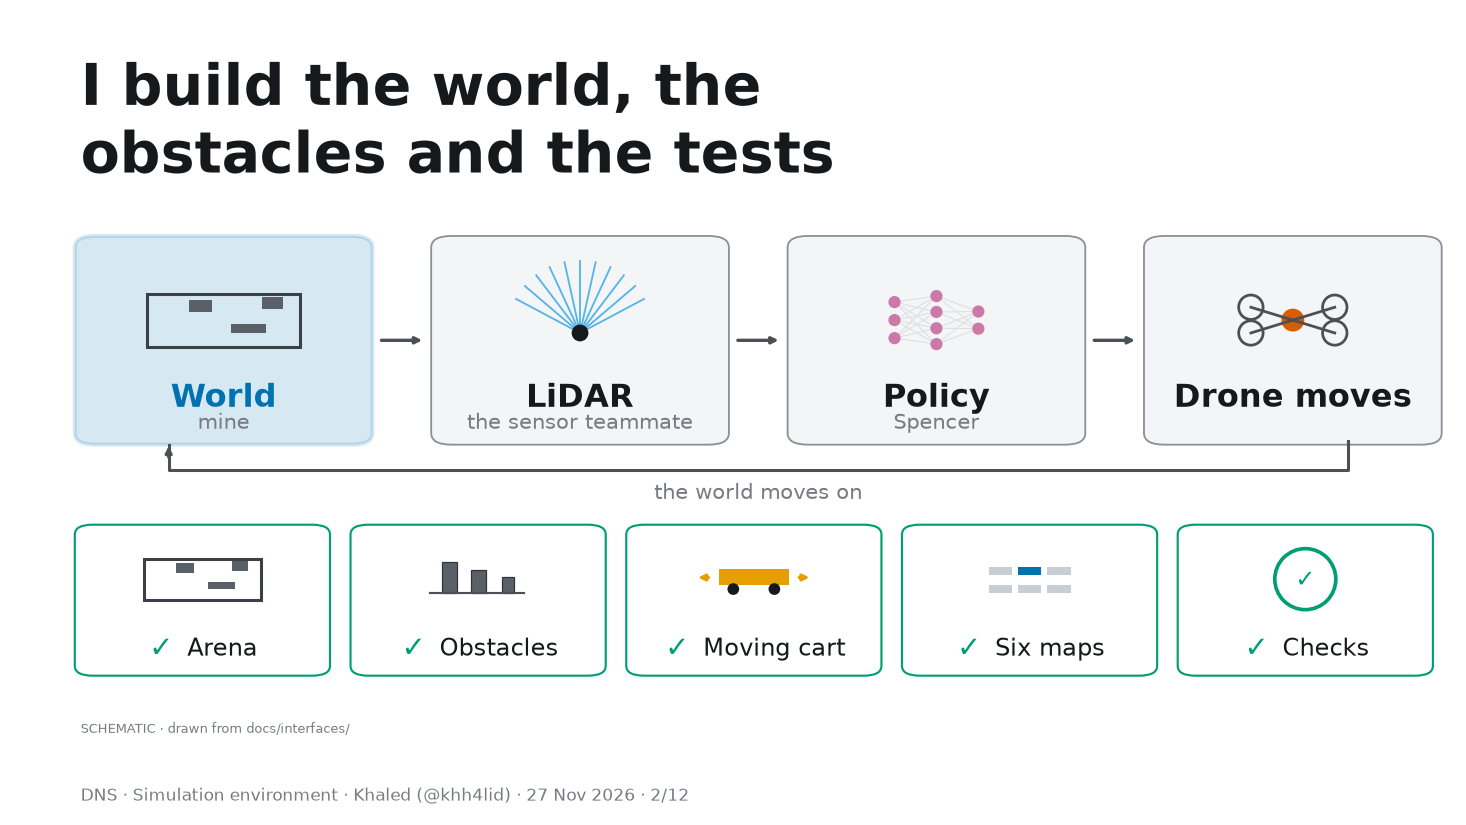 I build the world, the
obstacles and the tests
World
mine
LiDAR
the sensor teammate
Policy
Spencer
Drone moves
the world moves on
✓ Arena
✓ Obstacles
✓ Moving cart
✓ Six maps
✓
✓ Checks
SCHEMATIC · drawn from docs/interfaces/
DNS · Simulation environment · Khaled (@khh4lid) · 27 Nov 2026 · 2/12